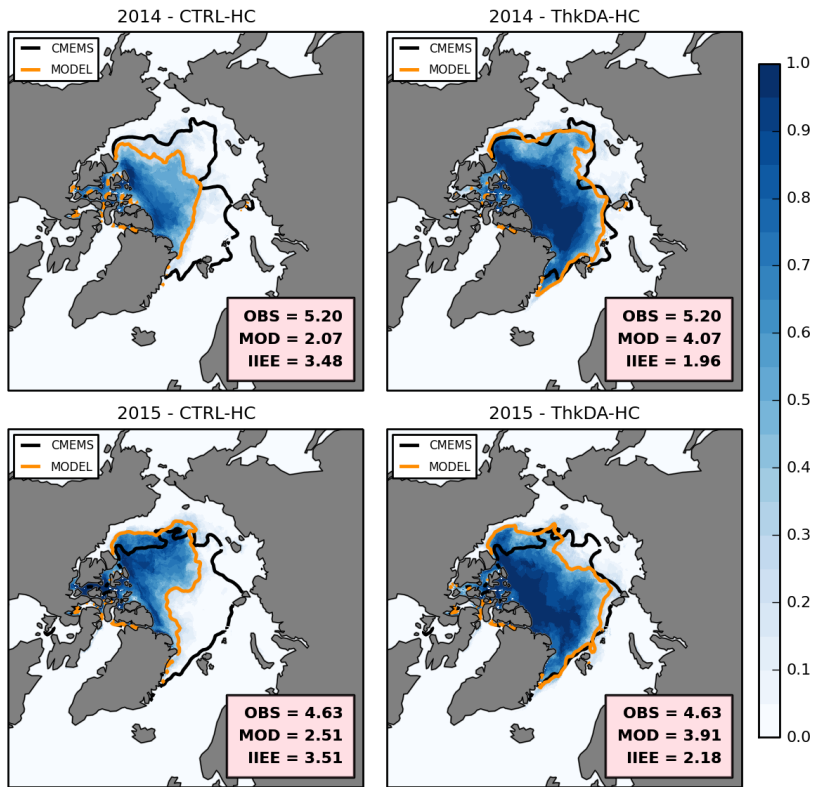 2014 - CTRL-HC
CMEMS
MODEL
OBS = 5.20
MOD = 2.07
IIEE = 3.48
2014 - ThkDA-HC
CMEMS
MODEL
OBS = 5.20
MOD = 4.07
IIEE = 1.96
2015 - CTRL-HC
CMEMS
MODEL
OBS = 4.63
MOD = 2.51
IIEE = 3.51
2015 - ThkDA-HC
CMEMS
MODEL
OBS = 4.63
MOD = 3.91
IIEE = 2.18
1.0
0.9
0.8
0.7
0.6
0.5
0.4
0.3
0.2
0.1
0.0